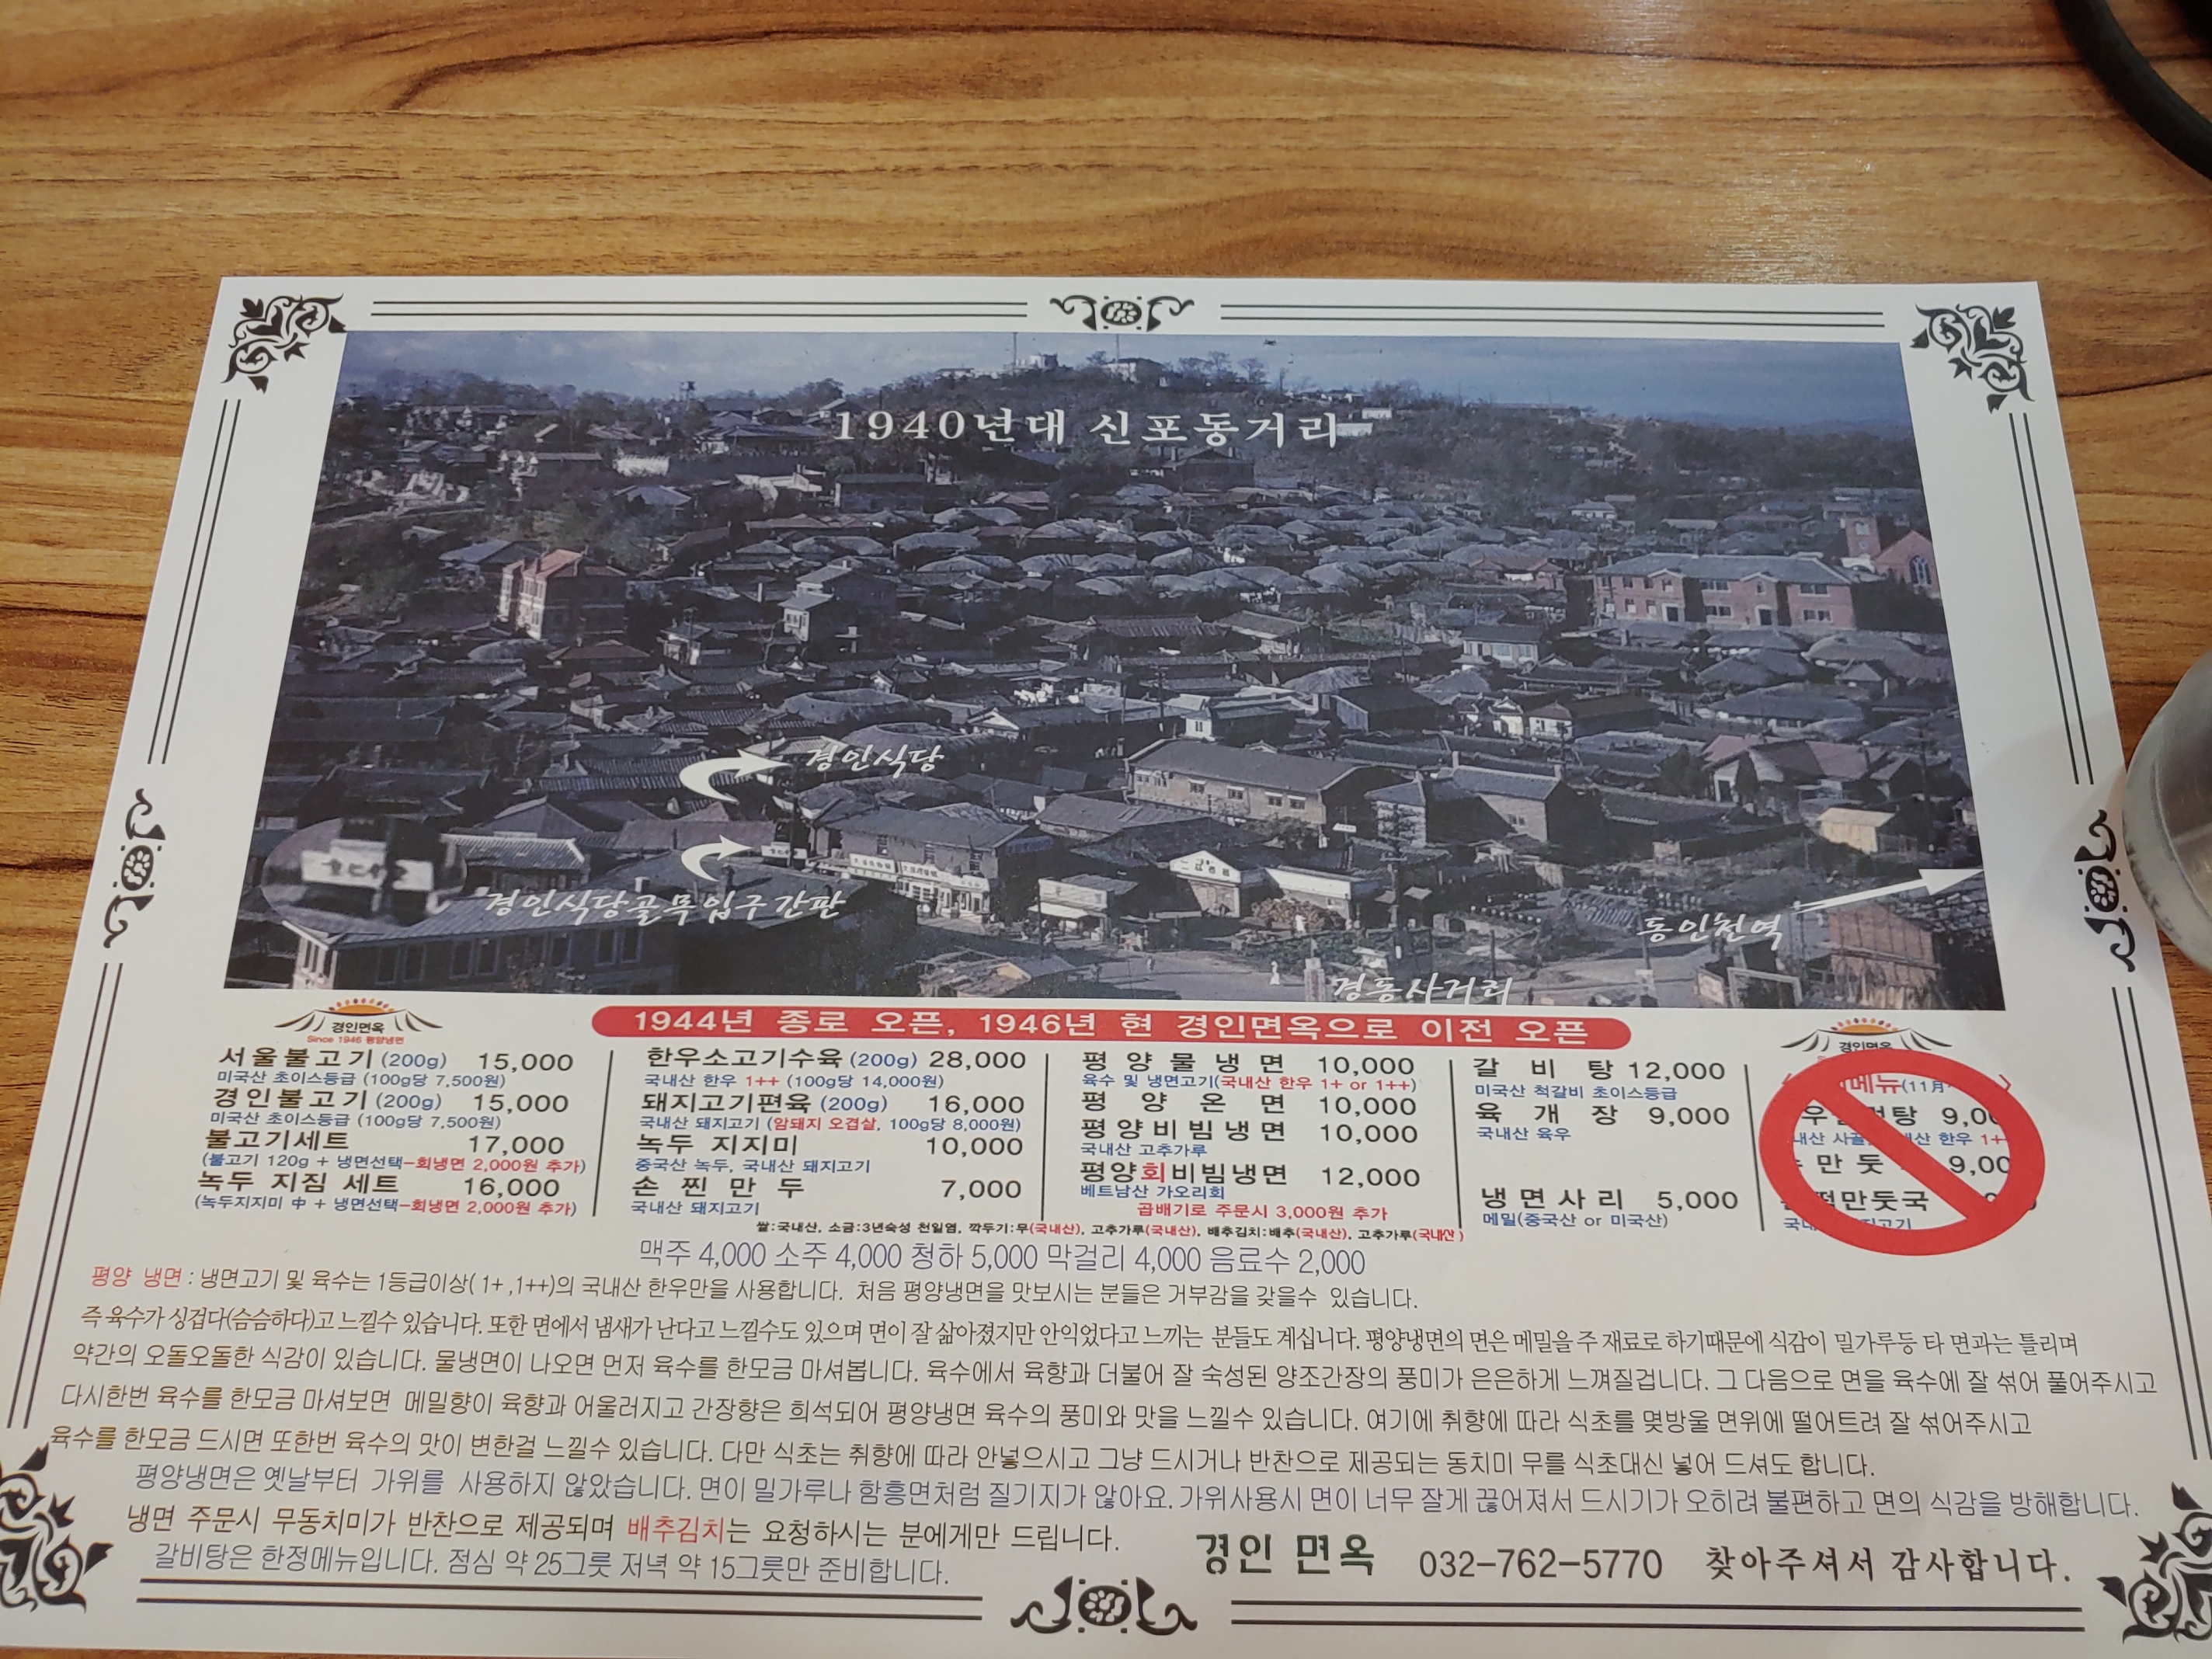 1940년대 신포동거리
경인식당
경인식당골목입구간판
동인천역
경동사거리
경인면옥
Since 1946 평양냉면
1944년 종로 오픈, 1946년 현 경인면옥으로 이전 오픈
경인면옥
서울불고기 (200g) 15,000
미국산 초이스등급 (100g당 7,500원)
경인불고기 (200g) 15,000
미국산 초이스등급 (100g당 7,500원)
불고기세트 17,000
(불고기 120g + 냉면선택-회냉면 2,000원 추가)
녹두 지짐 세트 16,000
(녹두지지미 中 + 냉면선택-회냉면 2,000원 추가)
한우소고기수육 (200g) 28,000
국내산 한우 1++ (100g당 14,000원)
돼지고기편육 (200g) 16,000
국내산 돼지고기 (암돼지 오겹살, 100g당 8,000원)
녹두 지지미 10,000
중국산 녹두, 국내산 돼지고기
손 찐 만 두 7,000
국내산 돼지고기
평 양 물 냉 면 10,000
육수 및 냉면고기(국내산 한우 1+ or 1++)
평 양 온 면 10,000
평양비빔냉면 10,000
국내산 고추가루
평양회비빔냉면 12,000
베트남산 가오리회
곱배기로 주문시 3,000원 추가
갈 비 탕 12,000
미국산 척갈비 초이스등급
육 개 장 9,000
국내산 육우
냉면사리 5,000
메밀(중국산 or 미국산)
메뉴(11月
탕 9,0
내산 사골 산 한우 1+
만 둣 9,00
떡만둣국
쌀:국내산, 소금:3년숙성 천일염, 깍두기:무(국내산), 고추가루(국내산), 배추김치:배추(국내산), 고추가루(국내산)
맥주 4,000 소주 4,000 청하 5,000 막걸리 4,000 음료수 2,000
평양 냉면 : 냉면고기 및 육수는 1등급이상( 1+ ,1++)의 국내산 한우만을 사용합니다. 처음 평양냉면을 맛보시는 분들은 거부감을 갖을수 있습니다.
즉 육수가 싱겁다(슴슴하다)고 느낄수 있습니다. 또한 면에서 냄새가 난다고 느낄수도 있으며 면이 잘 삶아졌지만 안익었다고 느끼는 분들도 계십니다. 평양냉면의 면은 메밀을 주 재료로 하기때문에 식감이 밀가루등 타 면과는 틀리며
약간의 오돌오돌한 식감이 있습니다. 물냉면이 나오면 먼저 육수를 한모금 마셔봅니다. 육수에서 육향과 더불어 잘 숙성된 양조간장의 풍미가 은은하게 느껴질겁니다. 그 다음으로 면을 육수에 잘 섞어 풀어주시고
다시한번 육수를 한모금 마셔보면 메밀향이 육향과 어울러지고 간장향은 희석되어 평양냉면 육수의 풍미와 맛을 느낄수 있습니다. 여기에 취향에 따라 식초를 몇방울 면위에 떨어트려 잘 섞어주시고
육수를 한모금 드시면 또한번 육수의 맛이 변한걸 느낄수 있습니다. 다만 식초는 취향에 따라 안넣으시고 그냥 드시거나 반찬으로 제공되는 동치미 무를 식초대신 넣어 드셔도 합니다.
평양냉면은 옛날부터 가위를 사용하지 않았습니다. 면이 밀가루나 함흥면처럼 질기지가 않아요. 가위사용시 면이 너무 잘게 끊어져서 드시기가 오히려 불편하고 면의 식감을 방해합니다.
냉면 주문시 무동치미가 반찬으로 제공되며 배추김치는 요청하시는 분에게만 드립니다.
갈비탕은 한정메뉴입니다. 점심 약 25그릇 저녁 약 15그릇만 준비합니다.
경인 면옥 032-762-5770 찾아주셔서 감사합니다.